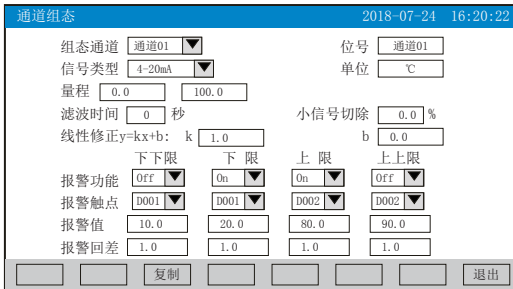 通道组态 2018-07-24 16:20:22
组态通道 通道01 位号 通道01
信号类型 4-20mA 单位 ℃
量程 0.0 100.0
滤波时间 0 秒 小信号切除 0.0 %
线性修正y=kx+b: k 1.0 b 0.0
下下限 下 限 上 限 上上限
报警功能 Off On On Off
报警触点 D001 D001 D002 D002
报警值 10.0 20.0 80.0 90.0
报警回差 1.0 1.0 1.0 1.0
复制 退出